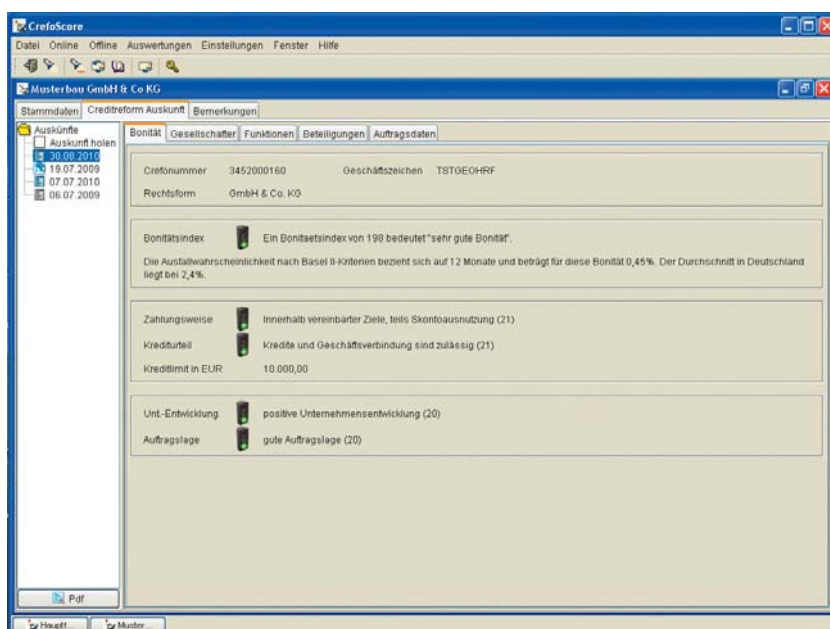 CrefoScore
Datei Online Offline Auswertungen Einstellungen Fenster Hilfe
Musterbau GmbH & Co KG
Stammdaten Creditreform Auskunft Bemerkungen
Auskünfte
Auskunft holen
30.08.2010
19.07.2009
07.07.2010
06.07.2009
Bonität Gesellschafter Funktionen Beteiligungen Auftragsdaten
Crefonummer 3452000160 Geschäftszeichen TSTGEOHRF
Rechtsform GmbH & Co. KG
Bonitätsindex Ein Bonitaetsindex von 198 bedeutet "sehr gute Bonität".
Die Ausfallwahrscheinlichkeit nach Basel II-Kriterien bezieht sich auf 12 Monate und beträgt für diese Bonität 0,45%. Der Durchschnitt in Deutschland
liegt bei 2,4%.
Zahlungsweise Innerhalb vereinbarter Ziele, teils Skontoausnutzung (21)
Krediturteil Kredite und Geschäftsverbindung sind zulässig (21)
Kreditlimit in EUR 10.000,00
Unt.-Entwicklung positive Unternehmensentwicklung (20)
Auftragslage gute Auftragslage (20)
Pdf
Hauptf... Muster...